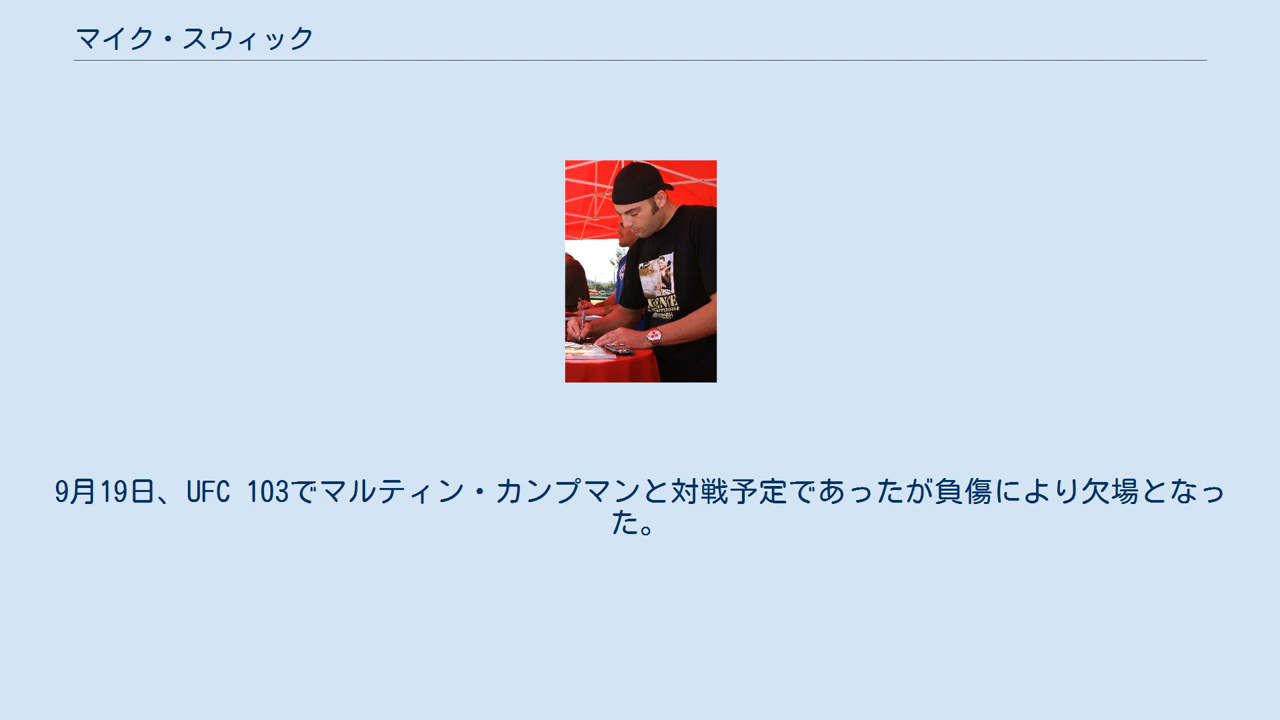 マイク・スウィック
9月19日、UFC 103でマルティン・カンプマンと対戦予定であったが負傷により欠場となっ
た。